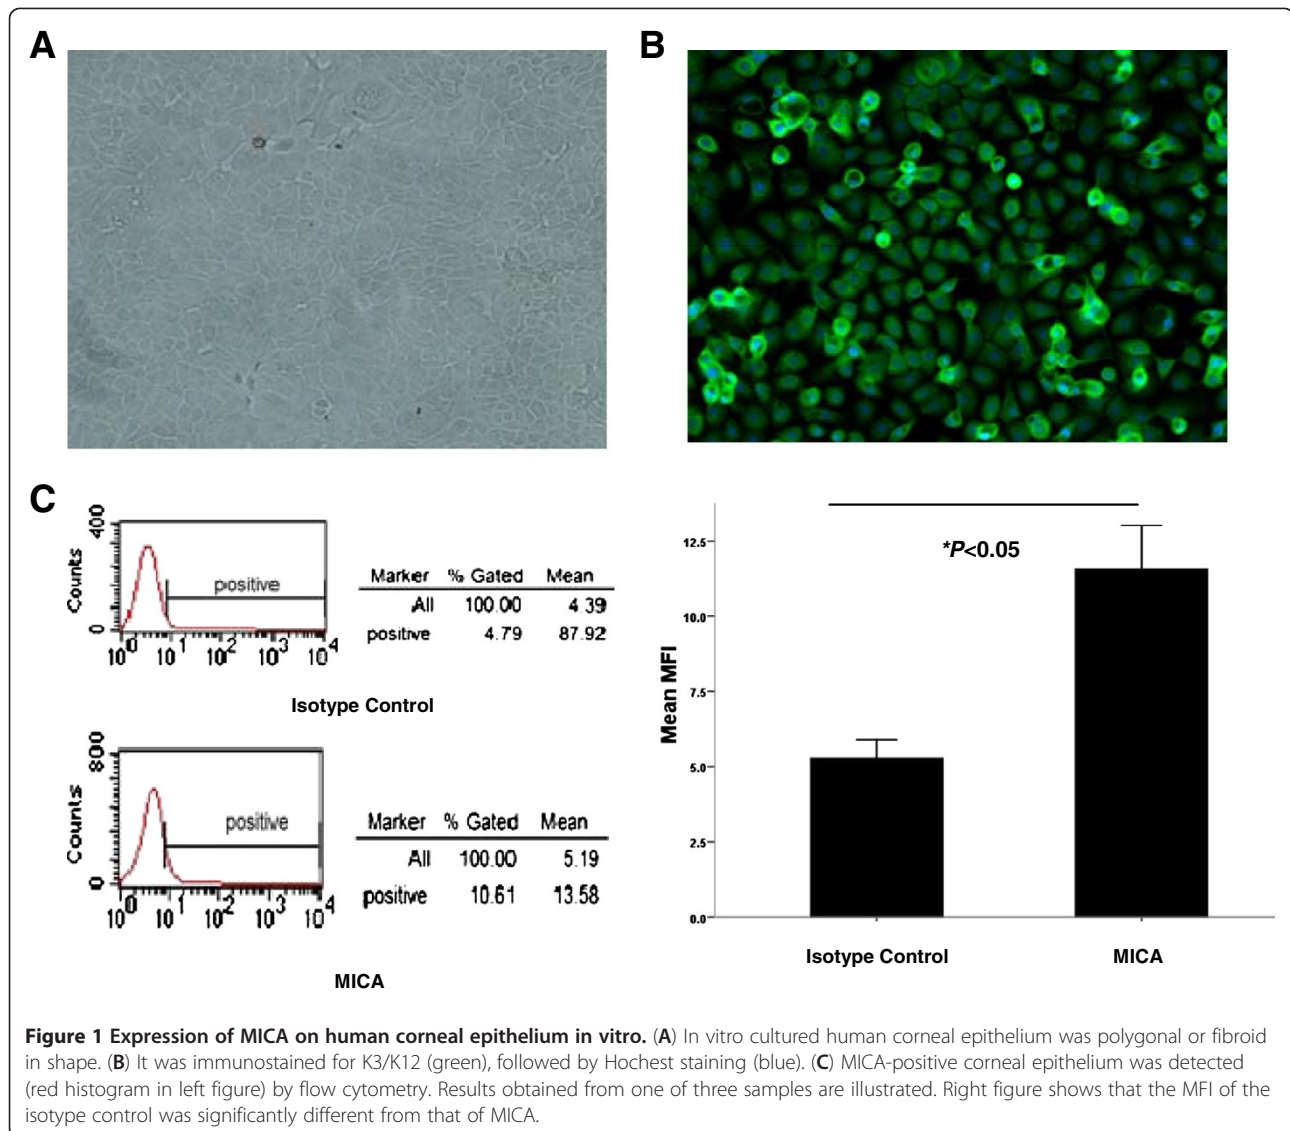 A
B
C
400
Counts
0
positive
10^0 10^1 10^2 10^3 10^4
Marker % Gated Mean
All 100.00 4.39
positive 4.79 87.92
Isotype Control
800
Counts
0
positive
10^0 10^1 10^2 10^3 10^4
Marker % Gated Mean
All 100.00 5.19
positive 10.61 13.58
MICA
Mean MFI
12.5
10.0
7.5
5.0
2.5
0.0
*P<0.05
Isotype Control
MICA
Figure 1 Expression of MICA on human corneal epithelium in vitro. (A) In vitro cultured human corneal epithelium was polygonal or fibroid
in shape. (B) It was immunostained for K3/K12 (green), followed by Hochest staining (blue). (C) MICA-positive corneal epithelium was detected
(red histogram in left figure) by flow cytometry. Results obtained from one of three samples are illustrated. Right figure shows that the MFI of the
isotype control was significantly different from that of MICA.